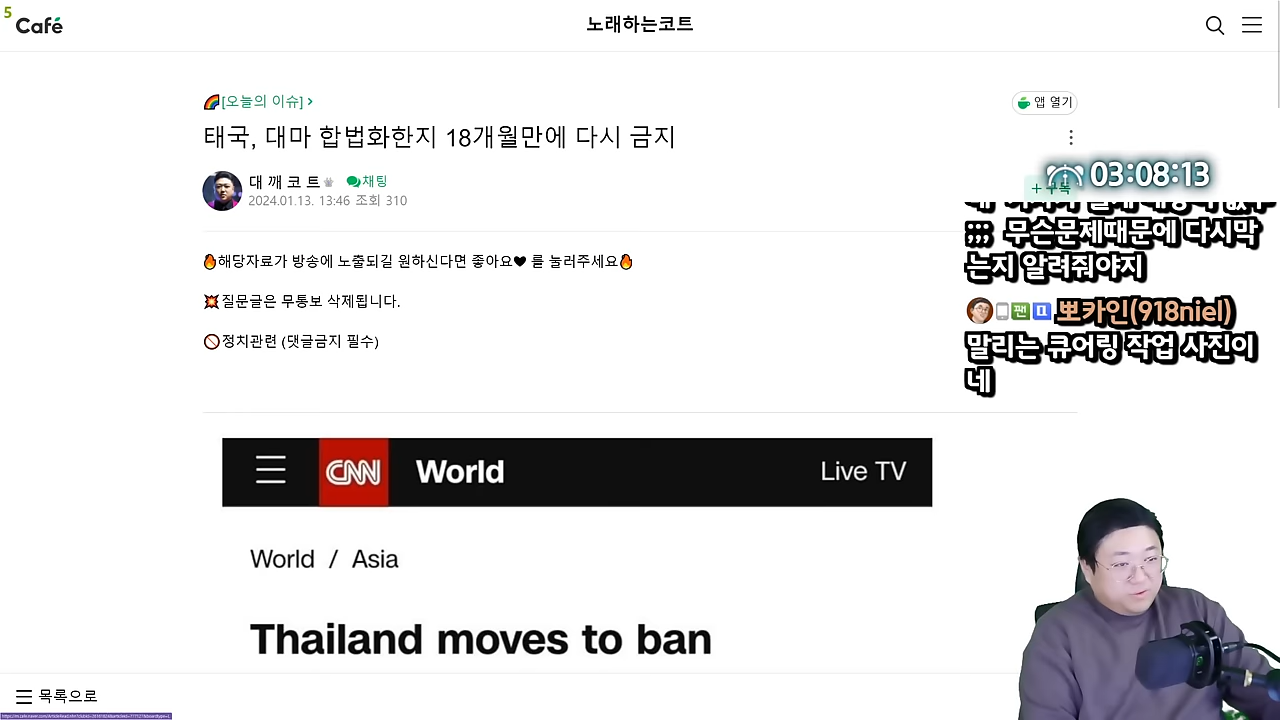 5
Café
노래하는코트
🌈[오늘의 이슈] >
앱 열기
태국, 대마 합법화한지 18개월만에 다시 금지
대 깨 코 트
채팅
2024.01.13. 13:46 조회 310
+ 구독
03:08:13
;;; 무슨문제때문에 다시막
는지 알려줘야지
뽀카인(918niel)
말리는 큐어링 작업 사진이
네
🔥해당자료가 방송에 노출되길 원하신다면 좋아요🖤 를 눌러주세요🔥
💥질문글은 무통보 삭제됩니다.
🚫정치관련 (댓글금지 필수)
CNN World Live TV
World / Asia
Thailand moves to ban
목록으로